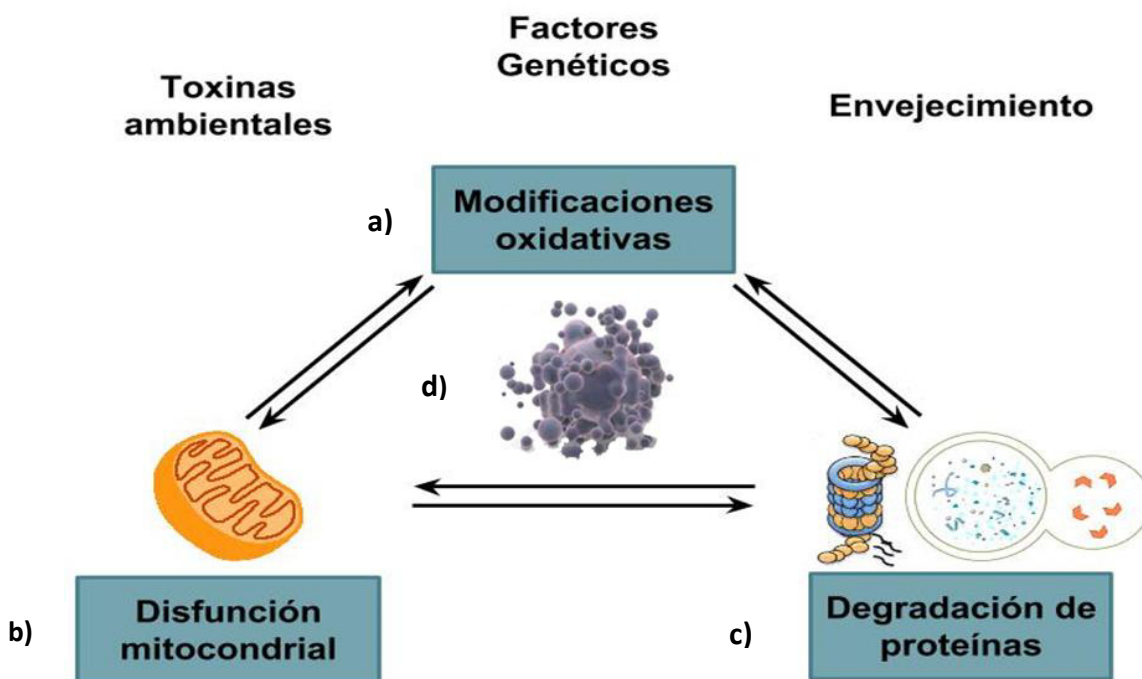 Factores
Genéticos
Toxinas
ambientales
Envejecimiento
a)
Modificaciones
oxidativas
d)
b)
Disfunción
mitocondrial
c)
Degradación de
proteínas